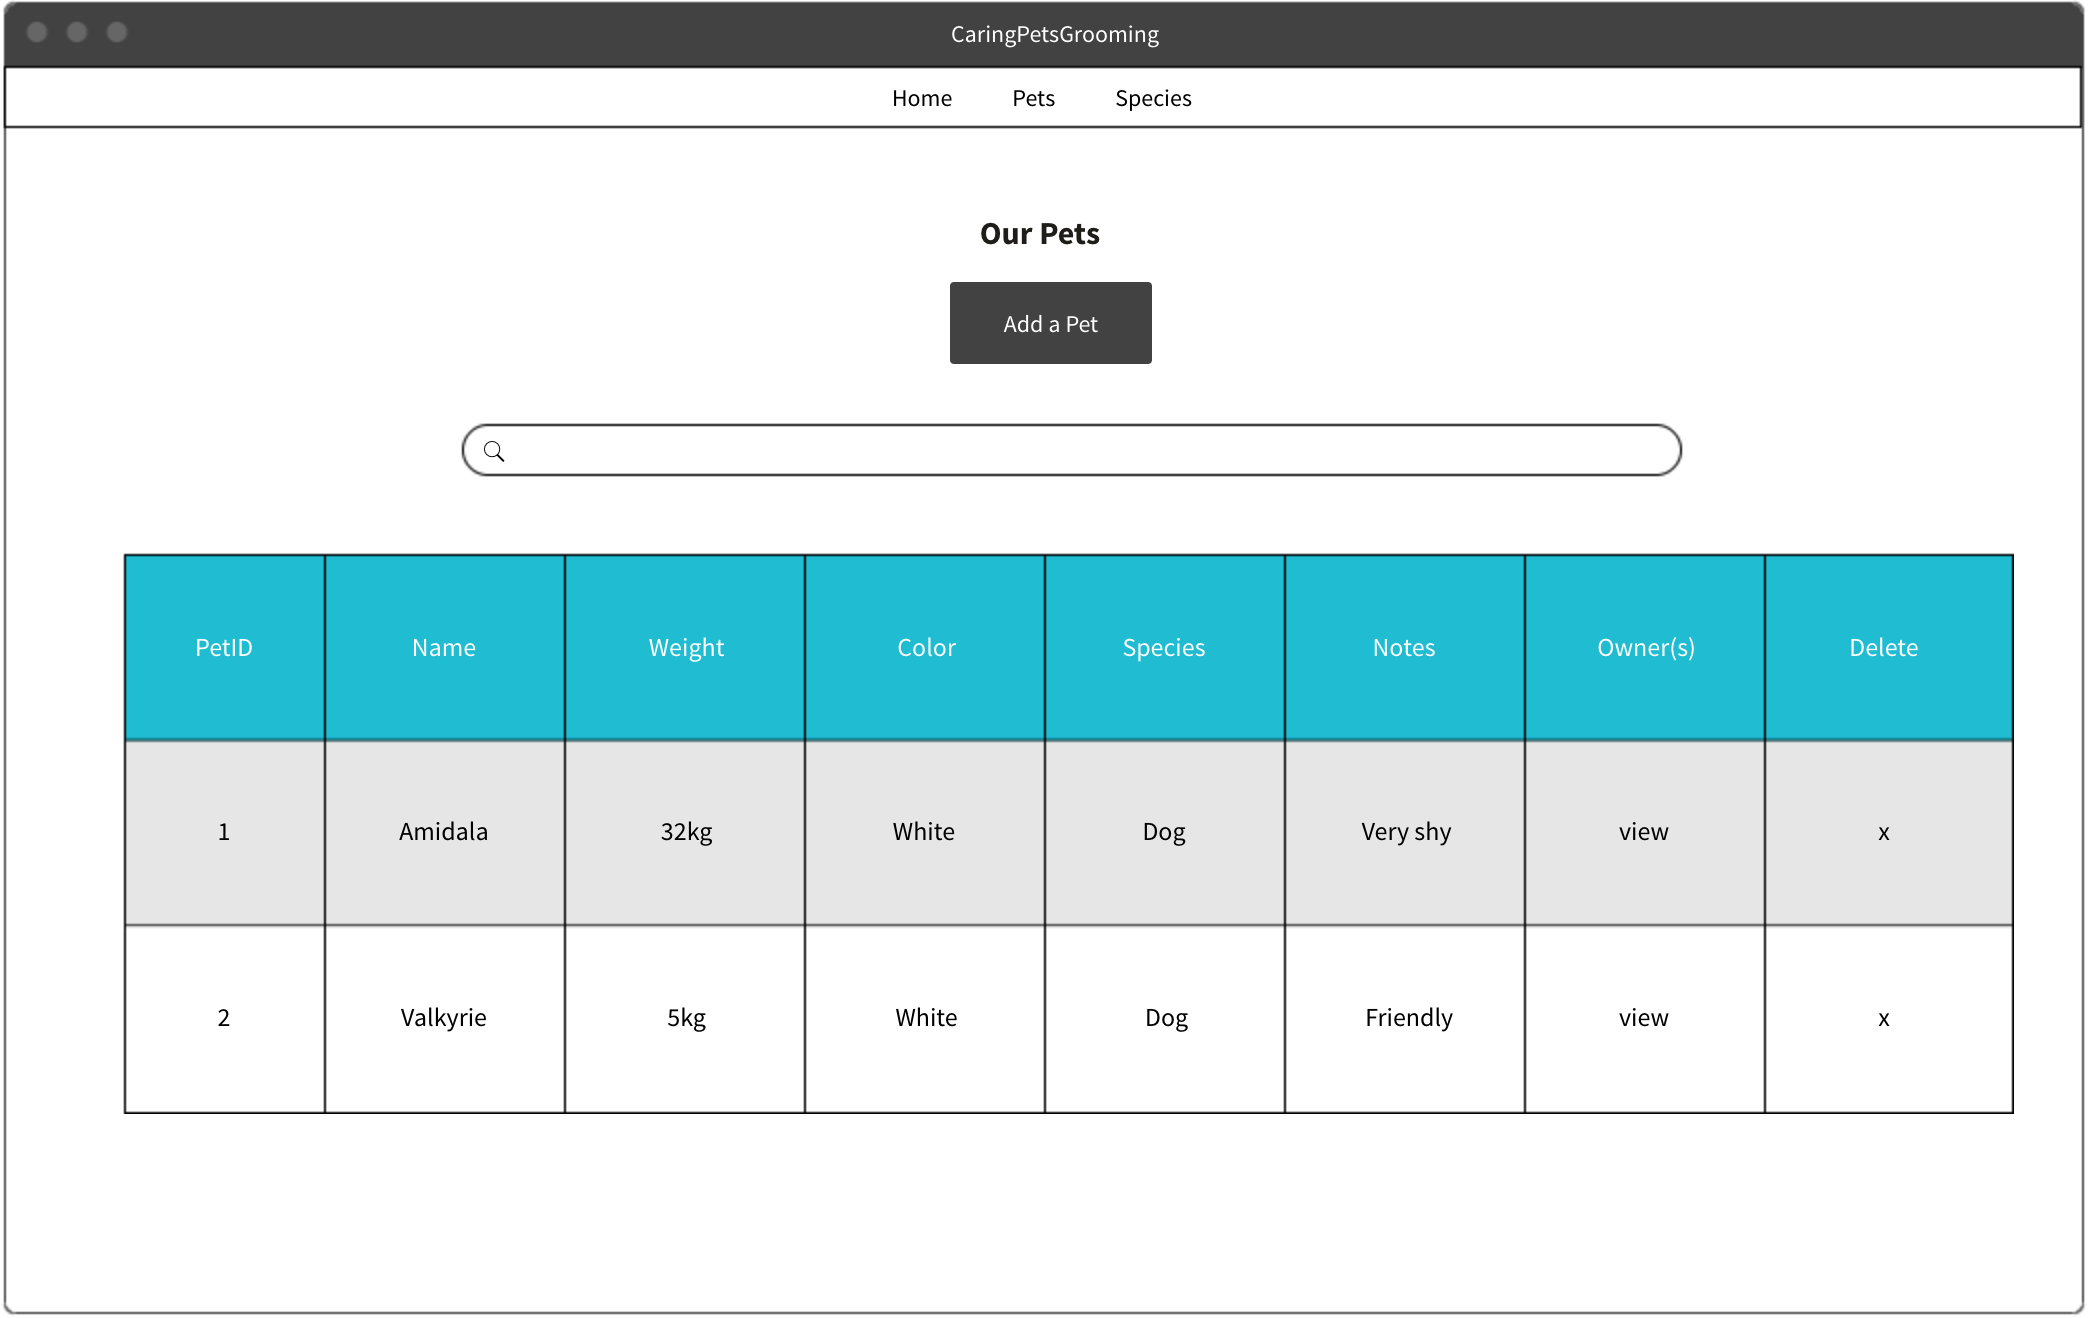 CaringPetsGrooming
Home Pets Species
Our Pets
Add a Pet
PetID Name Weight Color Species Notes Owner(s) Delete
1 Amidala 32kg White Dog Very shy view x
2 Valkyrie 5kg White Dog Friendly view x